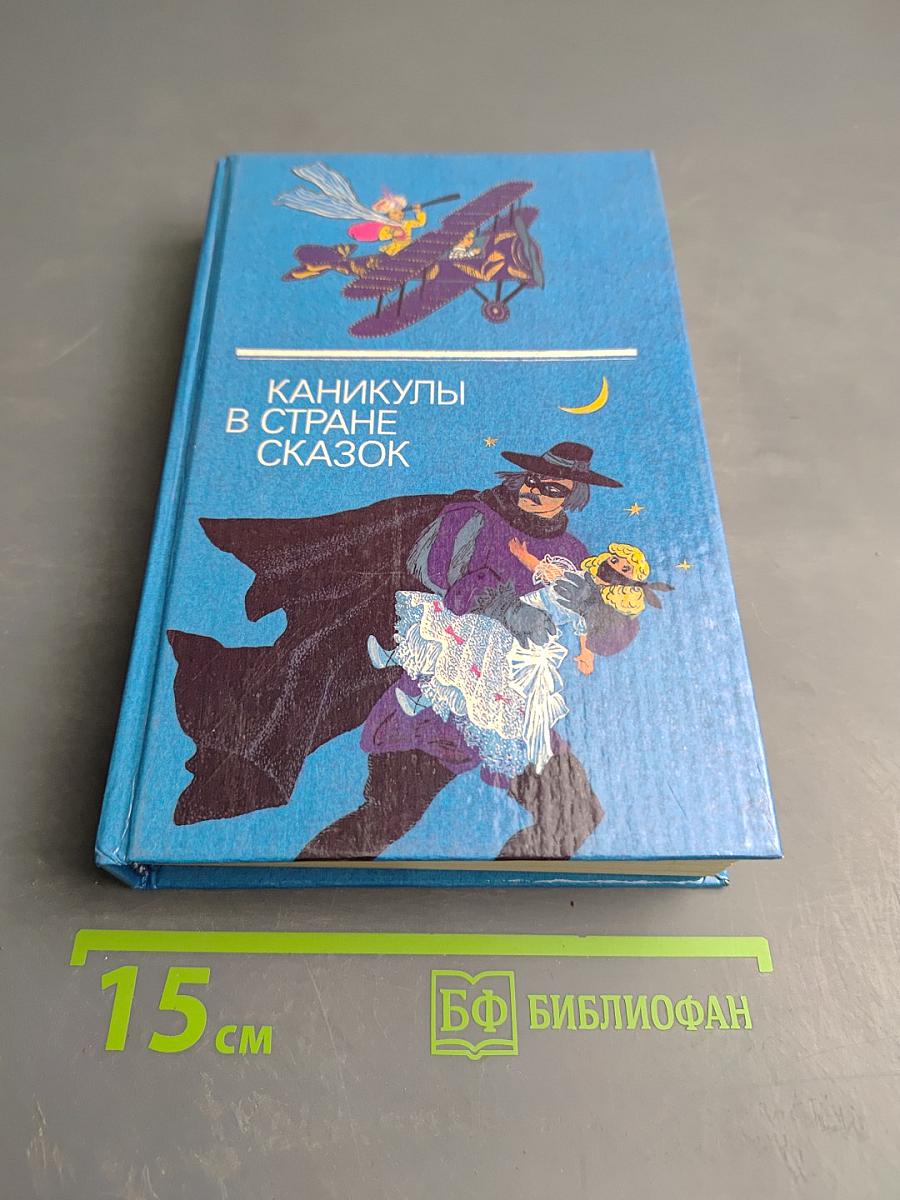 КАНИКУЛЫ
В СТРАНЕ
СКАЗОК
15 см
БФ БИБЛИОФАН